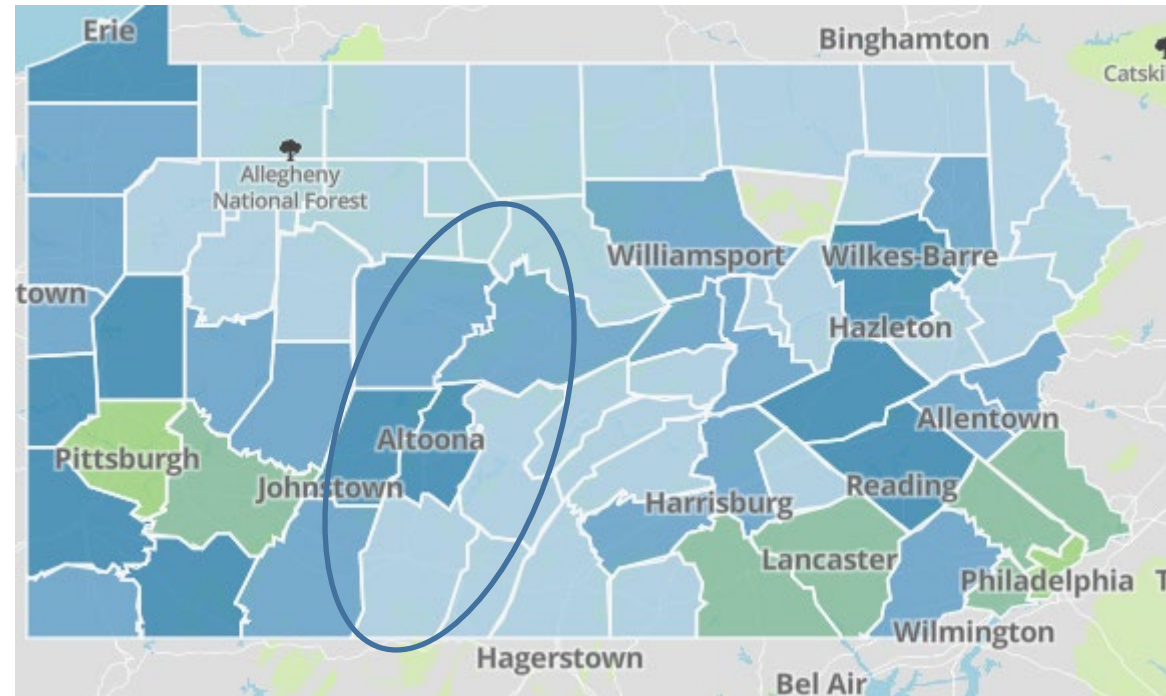 Erie
Binghamton
Catski
Allegheny
National Forest
Williamsport
Wilkes-Barre
town
Hazleton
Allentown
Altoona
Pittsburgh
Johnstown
Reading
Harrisburg
Lancaster
Philadelphia
T
Wilmington
Hagerstown
Bel Air